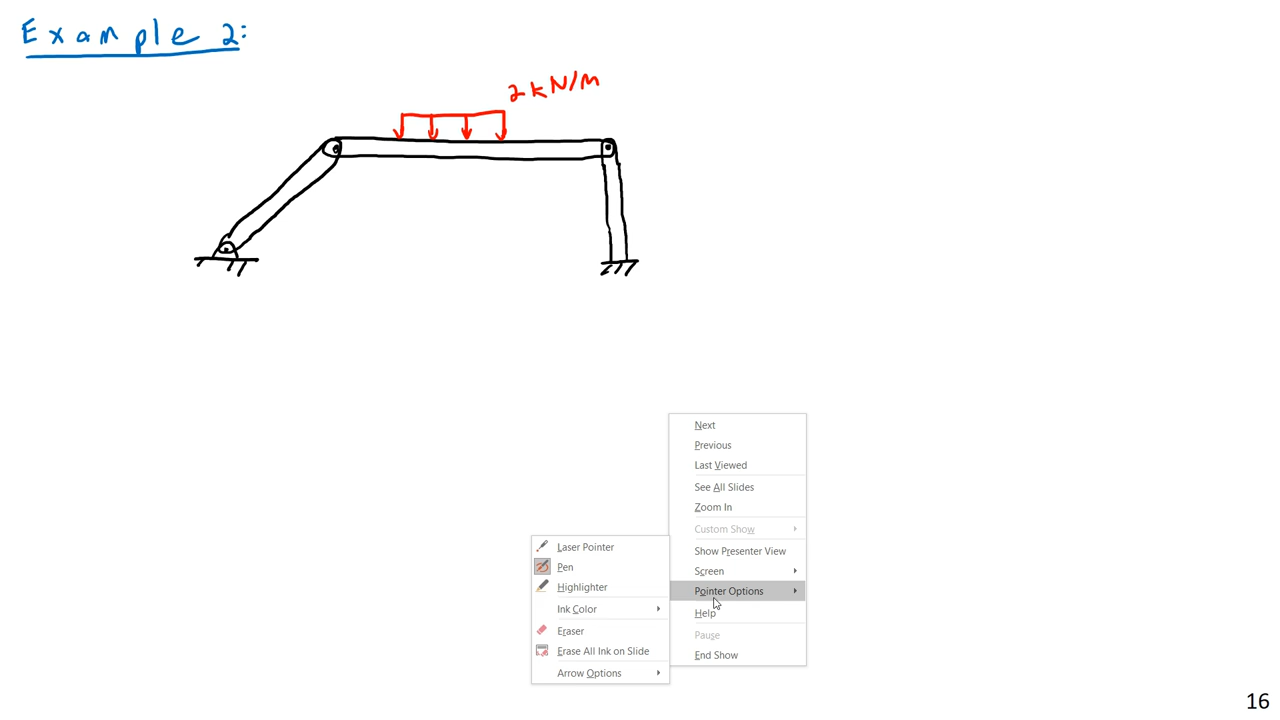 Example 2:
2 kN/m
Next
Previous
Last Viewed
See All Slides
Zoom In
Custom Show
Show Presenter View
Screen
Pointer Options
Help
Pause
End Show
Laser Pointer
Pen
Highlighter
Ink Color
Eraser
Erase All Ink on Slide
Arrow Options
16